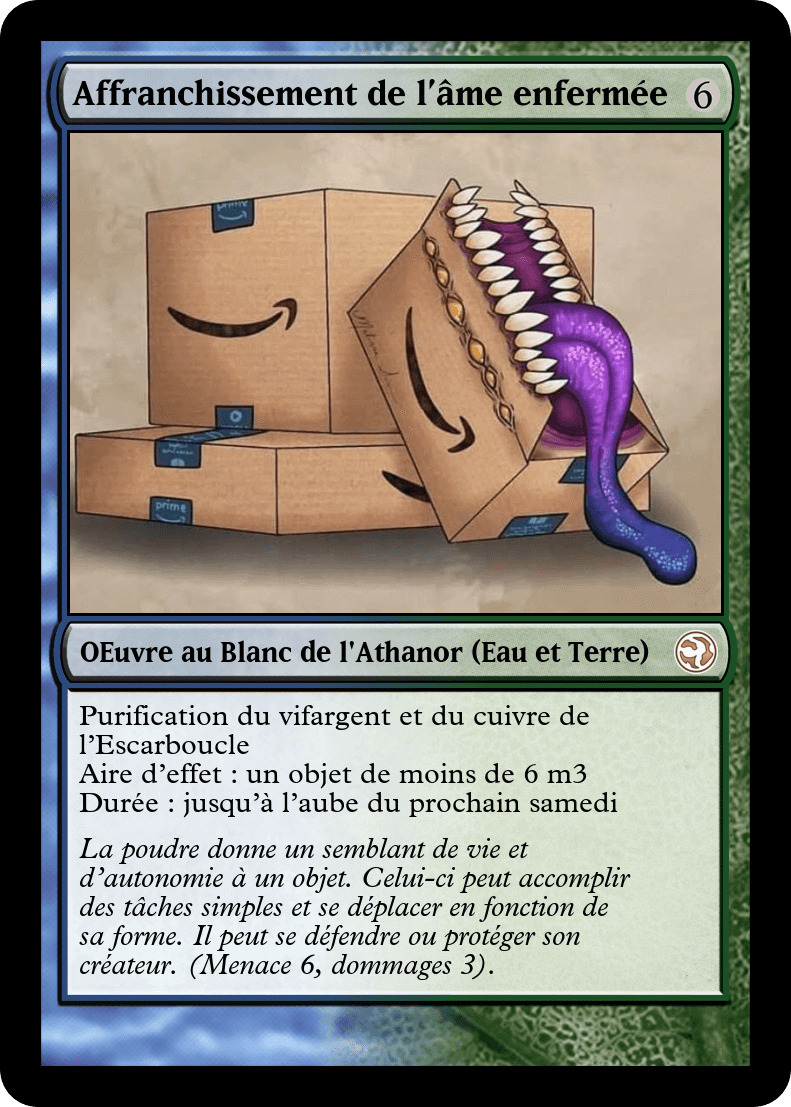 Affranchissement de l'âme enfermée 6
prime
prime
OEuvre au Blanc de l'Athanor (Eau et Terre)
Purification du vifargent et du cuivre de
l’Escarboucle
Aire d’effet : un objet de moins de 6 m3
Durée : jusqu’à l’aube du prochain samedi
La poudre donne un semblant de vie et
d’autonomie à un objet. Celui-ci peut accomplir
des tâches simples et se déplacer en fonction de
sa forme. Il peut se défendre ou protéger son
créateur. (Menace 6, dommages 3).